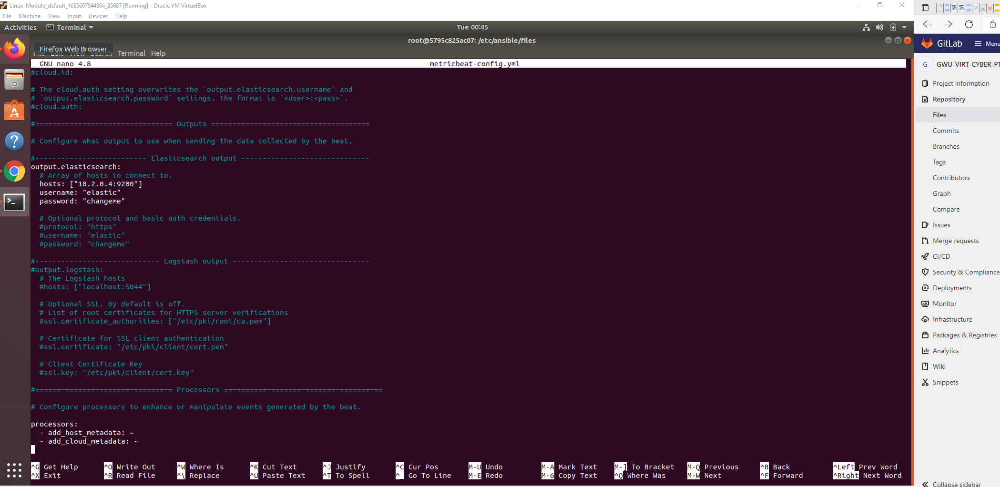 Linux-Module_default_1635607944984_35687 [Running] - Oracle VM VirtualBox
File Machine View Input Devices Help
Activities Terminal Tue 00:45
root@5795c825ac07: /etc/ansible/files
Firefox Web Browser
File Edit View Search Terminal Help
GNU nano 4.8 metricbeat-config.yml
#cloud.id:
# The cloud.auth setting overwrites the `output.elasticsearch.username` and
# `output.elasticsearch.password` settings. The format is `<user>:<pass>`.
#cloud.auth:
#================================ Outputs =====================================
# Configure what output to use when sending the data collected by the beat.
#-------------------------- Elasticsearch output ------------------------------
output.elasticsearch:
# Array of hosts to connect to.
hosts: ["10.2.0.4:9200"]
username: "elastic"
password: "changeme"
# Optional protocol and basic auth credentials.
#protocol: "https"
#username: "elastic"
#password: "changeme"
#----------------------------- Logstash output --------------------------------
#output.logstash:
# The Logstash hosts
#hosts: ["localhost:5044"]
# Optional SSL. By default is off.
# List of root certificates for HTTPS server verifications
#ssl.certificate_authorities: ["/etc/pki/root/ca.pem"]
# Certificate for SSL client authentication
#ssl.certificate: "/etc/pki/client/cert.pem"
# Client Certificate Key
#ssl.key: "/etc/pki/client/cert.key"
#================================ Processors =====================================
# Configure processors to enhance or manipulate events generated by the beat.
processors:
- add_host_metadata: ~
- add_cloud_metadata: ~
^G Get Help ^O Write Out ^W Where Is ^K Cut Text ^J Justify ^C Cur Pos M-U Undo M-A Mark Text M-] To Bracket M-Q Previous ^B Back ^Left Prev Word
^X Exit ^R Read File ^\ Replace ^U Paste Text ^T To Spell ^_ Go To Line M-E Redo M-6 Copy Text ^Q Where Was M-W Next ^F Forward ^Right Next Word
GitLab Menu
G GWU-VIRT-CYBER-PT
Project information
Repository
Files
Commits
Branches
Tags
Contributors
Graph
Compare
Issues
Merge requests
CI/CD
Security & Compliance
Deployments
Monitor
Infrastructure
Packages & Registries
Analytics
Wiki
Snippets
Collapse sidebar